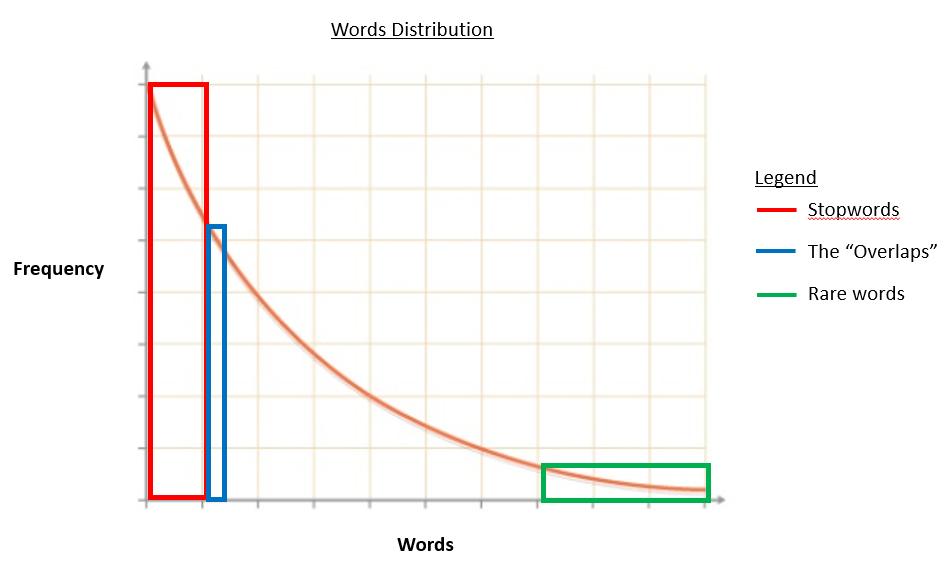 Words Distribution
Legend
Stopwords
The “Overlaps”
Frequency
Rare words
Words